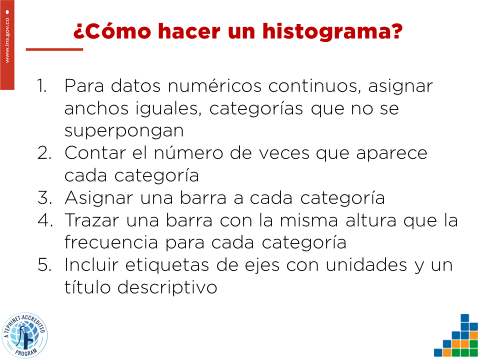 www.ins.gov.co
¿Cómo hacer un histograma?
1. Para datos numéricos continuos, asignar
anchos iguales, categorías que no se
superpongan
2. Contar el número de veces que aparece
cada categoría
3. Asignar una barra a cada categoría
4. Trazar una barra con la misma altura que la
frecuencia para cada categoría
5. Incluir etiquetas de ejes con unidades y un
título descriptivo
A TEPHINET ACCREDITED
PROGRAM